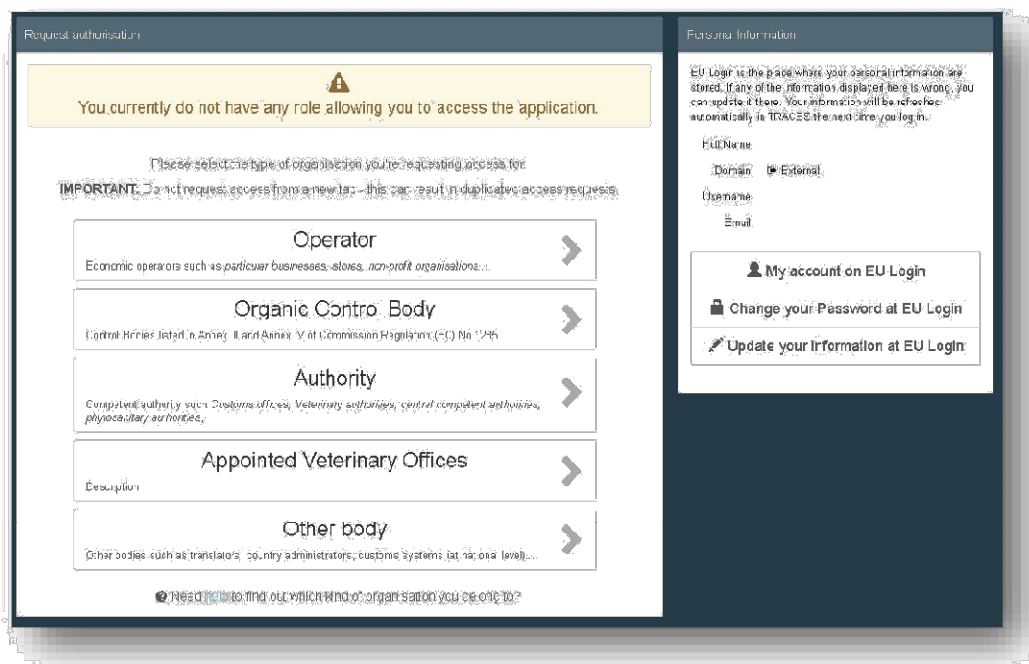 Request authorisation
You currently do not have any role allowing you to access the application.
Please select the type of organisation you're requesting access for.
IMPORTANT: Do not request access from a new tab - this can result in duplicated access requests.
Operator
Economic operators such as particular businesses, stores, non-profit organisations...
Organic Control Body
Control Bodies listed in Annex III and Annex IV of Commission Regulation (EC) No 1235
Authority
Competent authority such Customs offices, Veterinary authorities, central competent authorities,
phytosanitary authorities,
Appointed Veterinary Offices
Description
Other body
Other bodies such as translators, country administrators, customs systems (at national level)...
Need help to find out which kind of organisation you belong to?
Personal Information
EU Login is the place where your personal information are
stored. If any of the information displayed here is wrong, you
can update it there. Your information will be refreshed
automatically in TRACES the next time you log in.
Full Name
Domain External
Username
Email
My account on EU Login
Change your Password at EU Login
Update your Information at EU Login